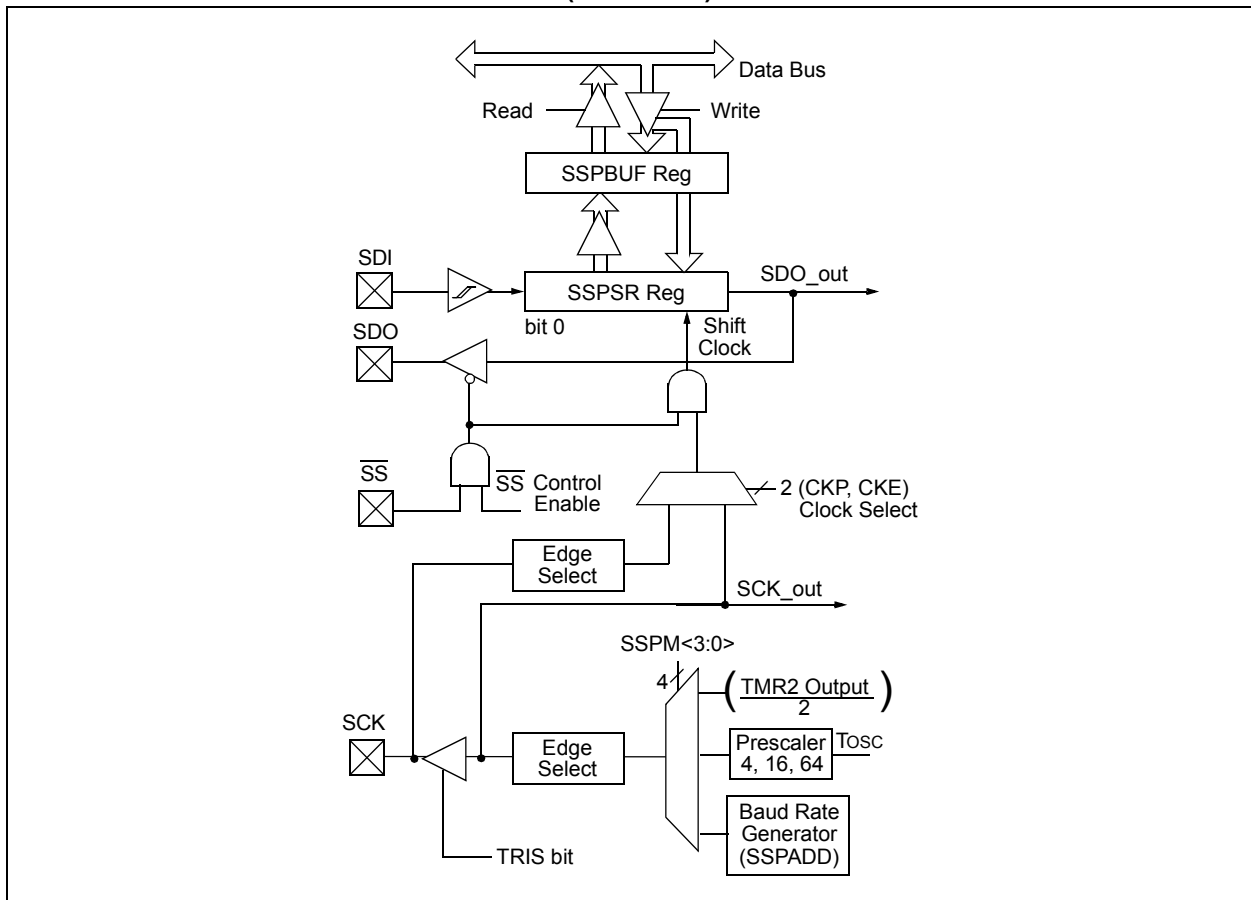 Data Bus
Read
Write
SSPBUF Reg
SDI
SSPSR Reg
SDO_out
bit 0
Shift
Clock
SDO
SS
SS Control
Enable
2 (CKP, CKE)
Clock Select
Edge
Select
SCK_out
SSPM<3:0>
4
(TMR2 Output)
2
SCK
Edge
Select
Prescaler
4, 16, 64
TOSC
Baud Rate
Generator
(SSPADD)
TRIS bit